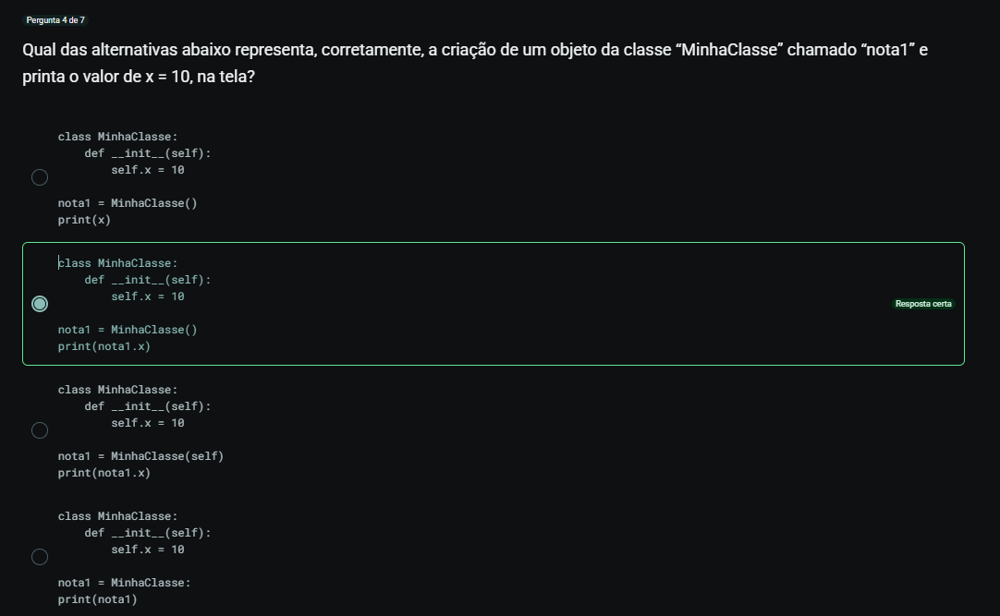 Pergunta 4 de 7
Qual das alternativas abaixo representa, corretamente, a criação de um objeto da classe “MinhaClasse” chamado “nota1” e
printa o valor de x = 10, na tela?
class MinhaClasse:
    def __init__(self):
        self.x = 10
nota1 = MinhaClasse()
print(x)
class MinhaClasse:
    def __init__(self):
        self.x = 10
Resposta certa
nota1 = MinhaClasse()
print(nota1.x)
class MinhaClasse:
    def __init__(self):
        self.x = 10
nota1 = MinhaClasse(self)
print(nota1.x)
class MinhaClasse:
    def __init__(self):
        self.x = 10
nota1 = MinhaClasse:
print(nota1)